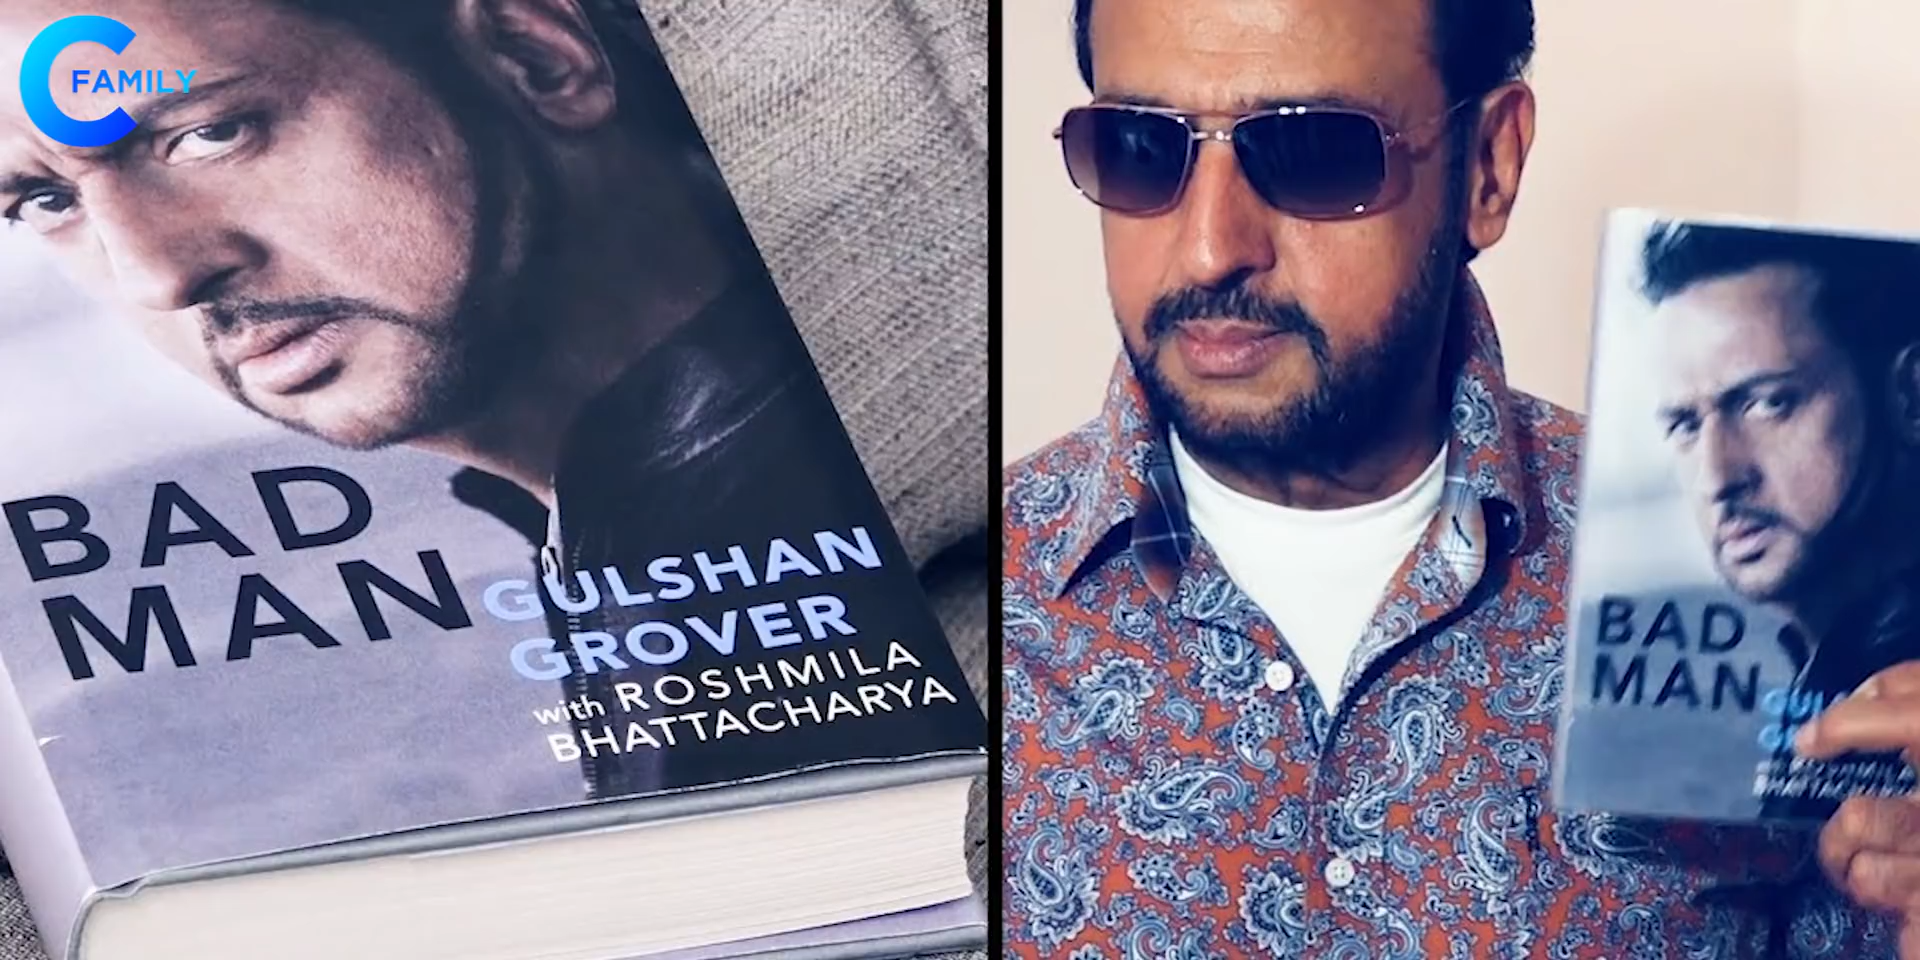 FAMILY
BAD
MAN
GULSHAN
GROVER
with ROSHMILA
BHATTACHARYA
BAD
MAN